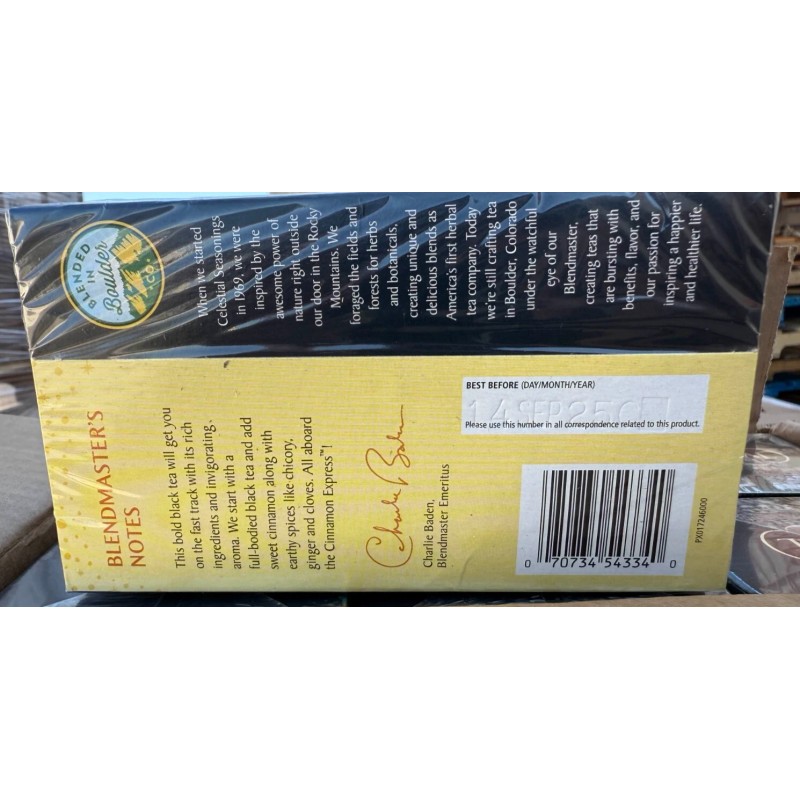 BLENDED
IN
Boulder
CO
When we started
Celestial Seasonings
in 1969, we were
inspired by the
awesome power of
nature right outside
our door in the Rocky
Mountains. We
foraged the fields and
forests for herbs
and botanicals,
creating unique and
delicious blends as
America's first herbal
tea company. Today
we're still crafting tea
in Boulder, Colorado
under the watchful
eye of our
Blendmaster,
creating teas that
are bursting with
benefits, flavor, and
our passion for
inspiring a happier
and healthier life.
BLENDMASTER'S
NOTES
This bold black tea will get you
on the fast track with its rich
ingredients and invigorating
aroma. We start with a
full-bodied black tea and add
sweet cinnamon along with
earthy spices like chicory,
ginger and cloves. All aboard
the Cinnamon Express™!
Charlie Baden
Charlie Baden,
Blendmaster Emeritus
BEST BEFORE (DAY/MONTH/YEAR)
14 SEP 25
Please use this number in all correspondence related to this product.
0 70734 54334 0
PX017246000